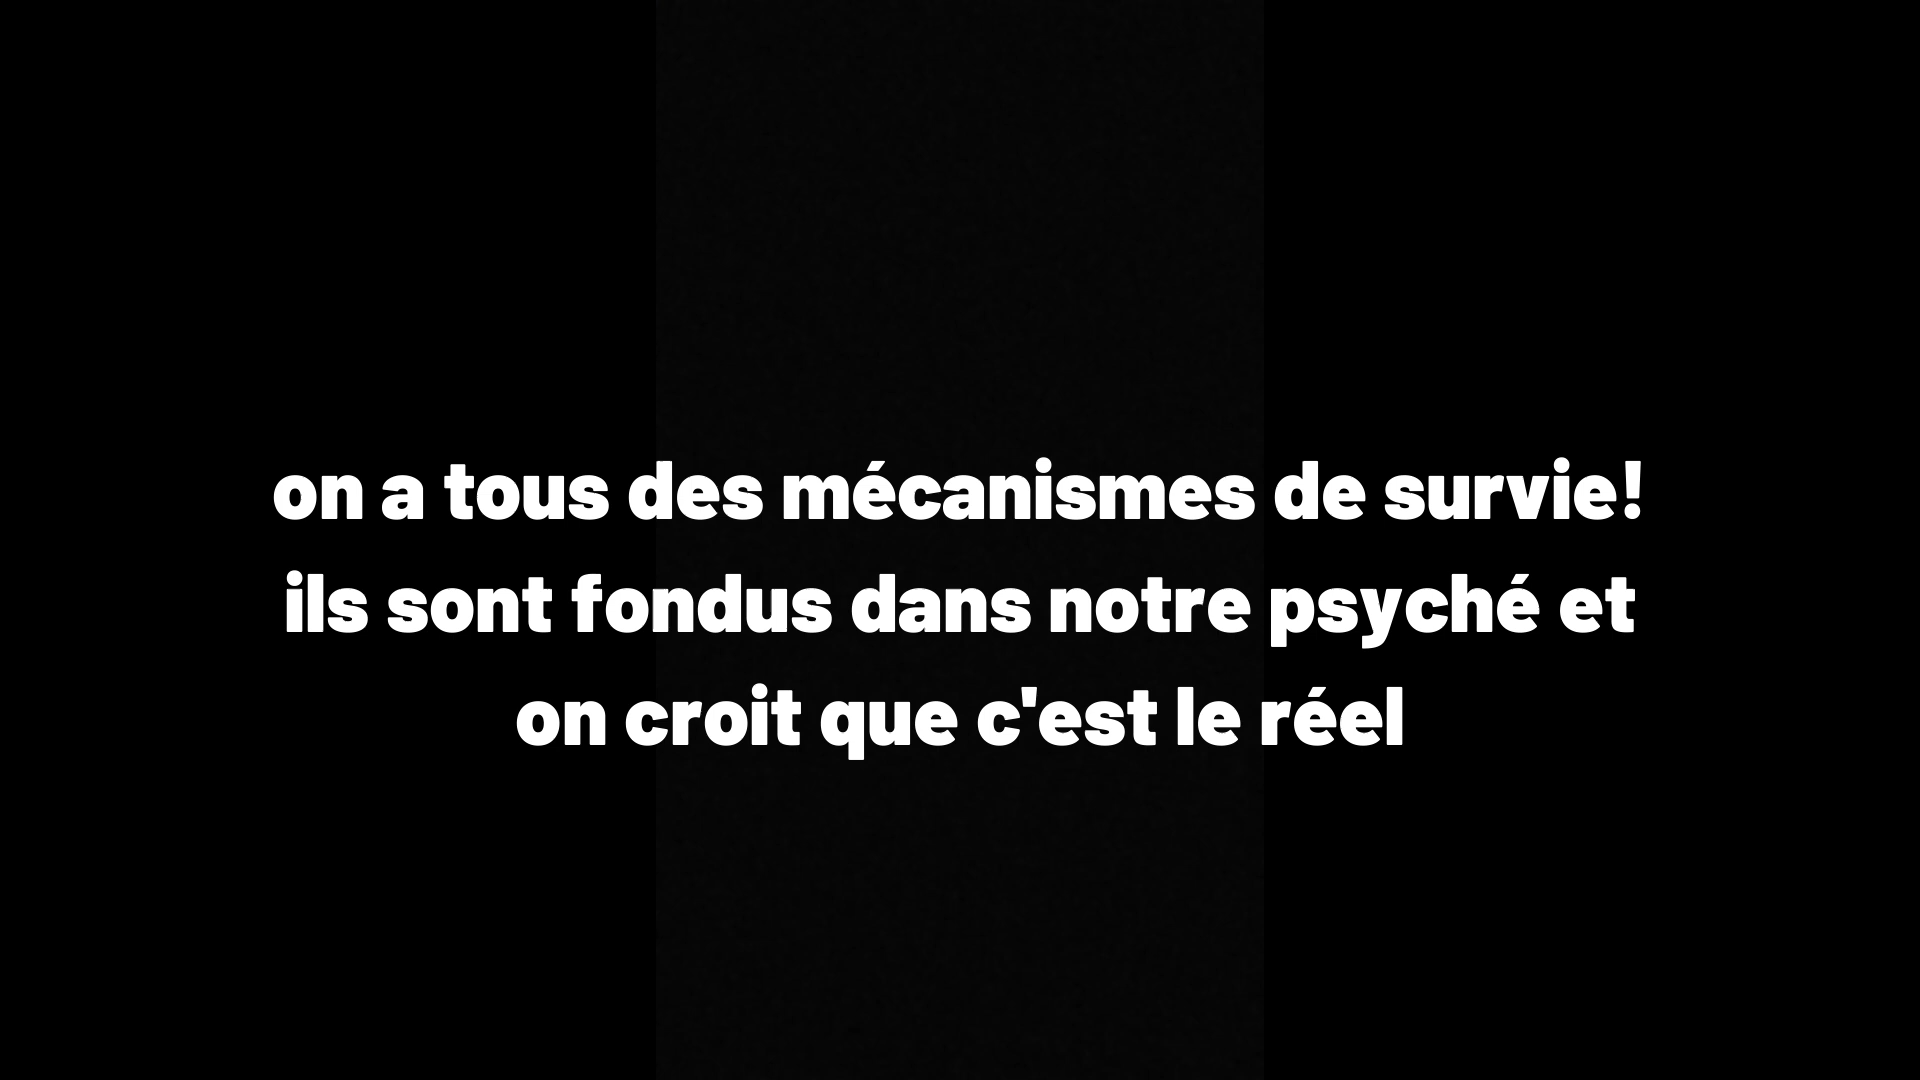 on a tous des mécanismes de survie!
ils sont fondus dans notre psyché et
on croit que c'est le réel